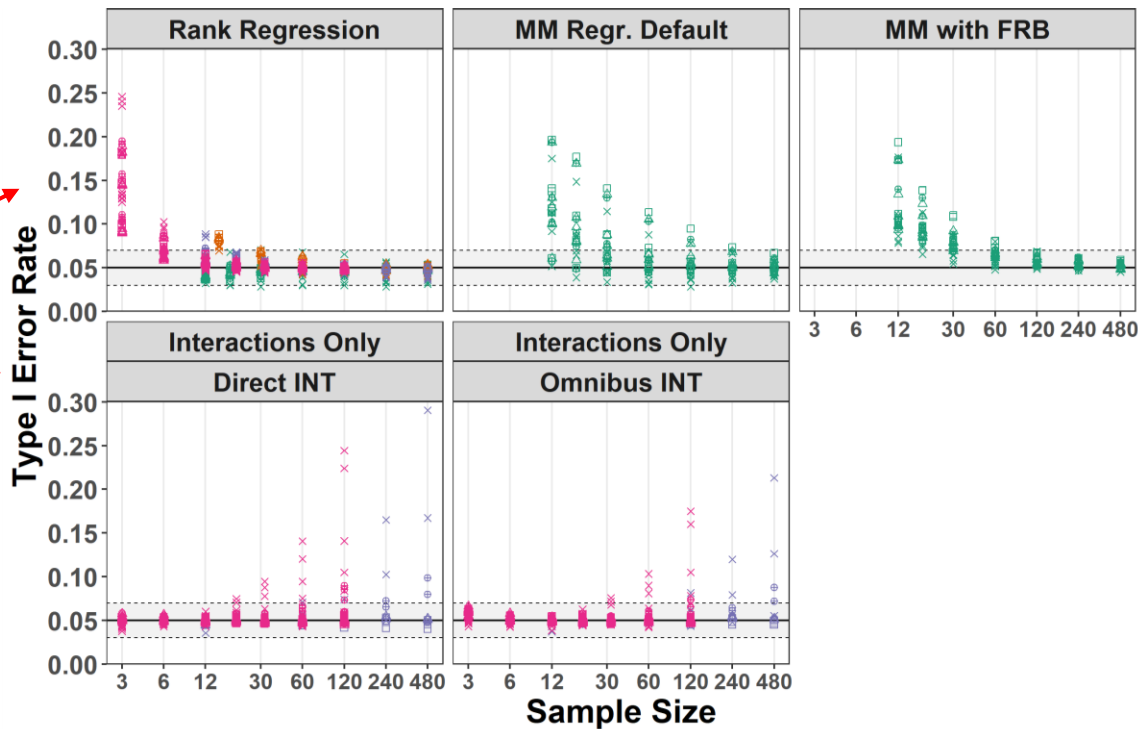 Rank Regression
MM Regr. Default
MM with FRB
0.30
0.25
0.20
0.15
0.10
0.05
0.00
3 6 12 30 60 120 240 480
Interactions Only
Direct INT
Interactions Only
Omnibus INT
0.30
0.25
0.20
0.15
0.10
0.05
0.00
3 6 12 30 60 120 240 480
3 6 12 30 60 120 240 480
Type I Error Rate
Sample Size